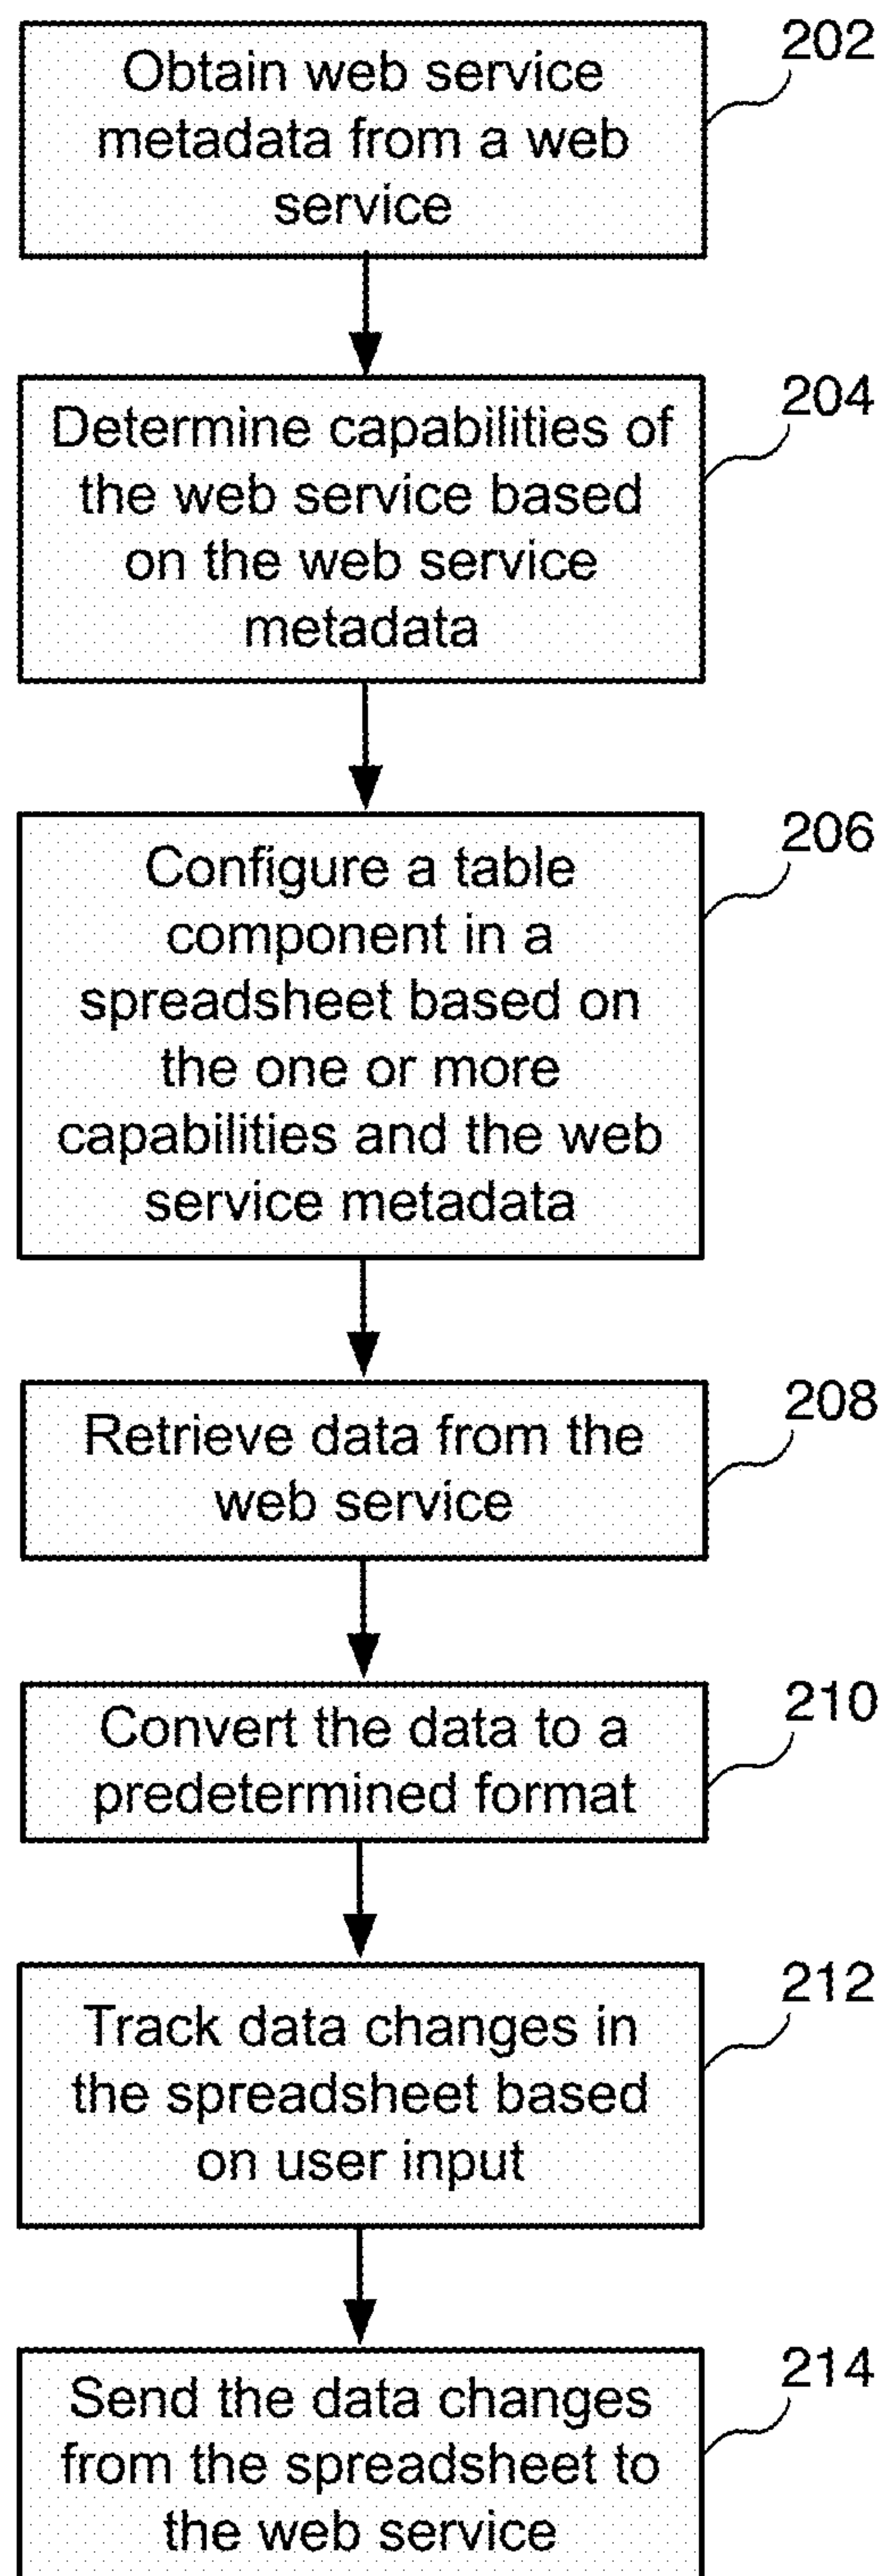 202
Obtain web service
metadata from a web
service
204
Determine capabilities of
the web service based
on the web service
metadata
206
Configure a table
component in a
spreadsheet based on
the one or more
capabilities and the web
service metadata
208
Retrieve data from the
web service
210
Convert the data to a
predetermined format
212
Track data changes in
the spreadsheet based
on user input
214
Send the data changes
from the spreadsheet to
the web service